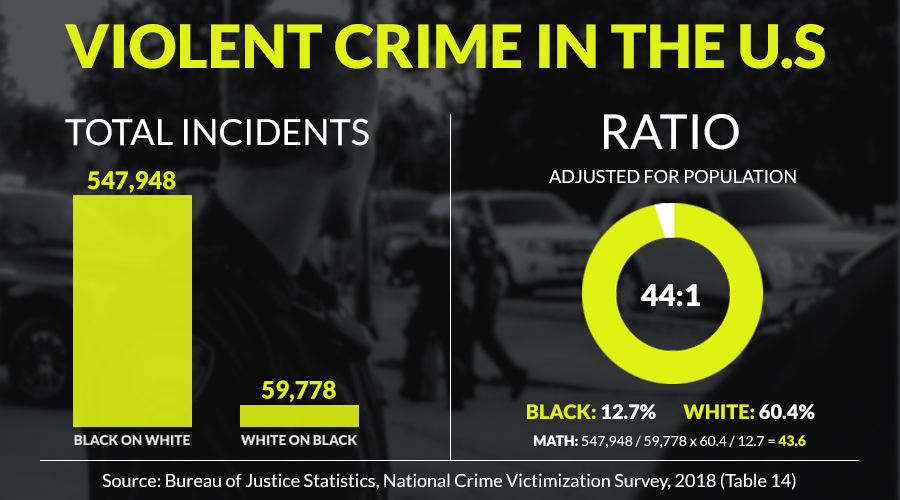 VIOLENT CRIME IN THE U.S
TOTAL INCIDENTS
547,948
59,778
BLACK ON WHITE
WHITE ON BLACK
RATIO
ADJUSTED FOR POPULATION
44:1
BLACK: 12.7% WHITE: 60.4%
MATH: 547,948 / 59,778 x 60.4 / 12.7 = 43.6
Source: Bureau of Justice Statistics, National Crime Victimization Survey, 2018 (Table 14)